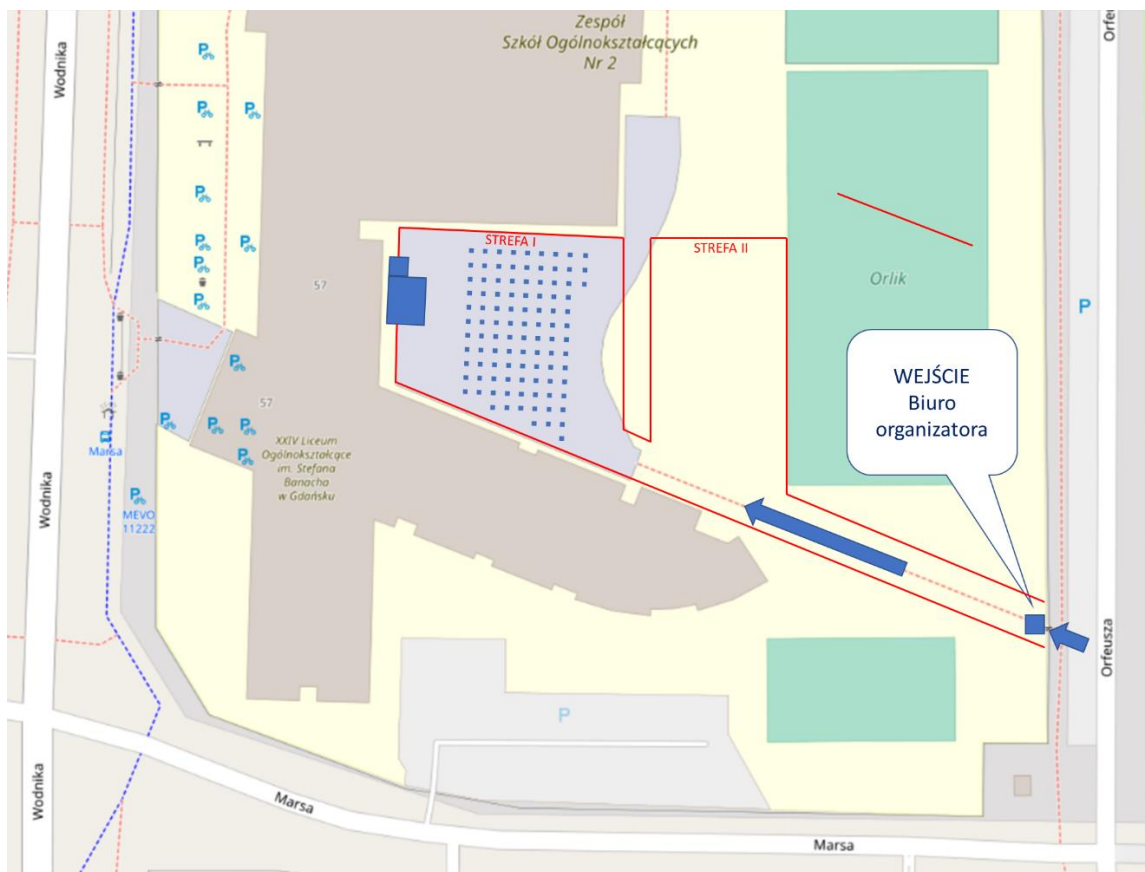 Zespół
Szkół Ogólnokształcących
Nr 2
Orfeusza
Wodnika
P
P
P
P
P
P
P
P
P
STREFA I
STREFA II
Orlik
57
P
WEJŚCIE
Biuro
organizatora
P
57
P
P
P
P
XXIV Liceum
Ogólnokształcące
im. Stefana
Banacha
w Gdańsku
Marsa
P
MEVO
11222
Wodnika
Orfeusza
P
Wodnika
Marsa
Marsa